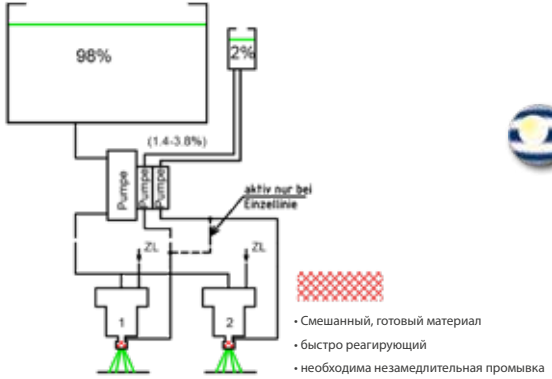 98%
2%
(1.4-3.8%)
Pumpe
Pumpe
Pumpe
aktiv nur bei
Einzellinie
ZL
ZL
1
2
• Смешанный, готовый материал
• быстро реагирующий
• необходима незамедлительная промывка